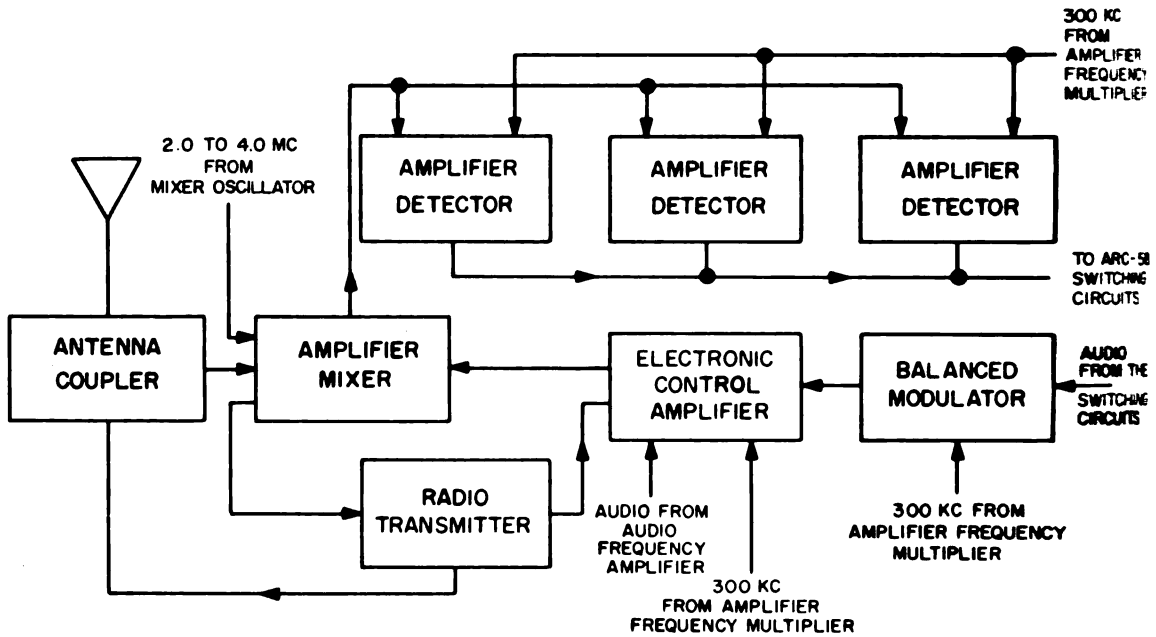 300 KC
FROM
AMPLIFIER
FREQUENCY
MULTIPLIER
2.0 TO 4.0 MC
FROM
MIXER OSCILLATOR
AMPLIFIER
DETECTOR
AMPLIFIER
DETECTOR
AMPLIFIER
DETECTOR
TO ARC-58
SWITCHING
CIRCUITS
ANTENNA
COUPLER
AMPLIFIER
MIXER
ELECTRONIC
CONTROL
AMPLIFIER
BALANCED
MODULATOR
AUDIO
FROM THE
SWITCHING
CIRCUITS
RADIO
TRANSMITTER
AUDIO FROM
AUDIO
FREQUENCY
AMPLIFIER
300 KC
FROM AMPLIFIER
FREQUENCY MULTIPLIER
300 KC FROM
AMPLIFIER FREQUENCY
MULTIPLIER